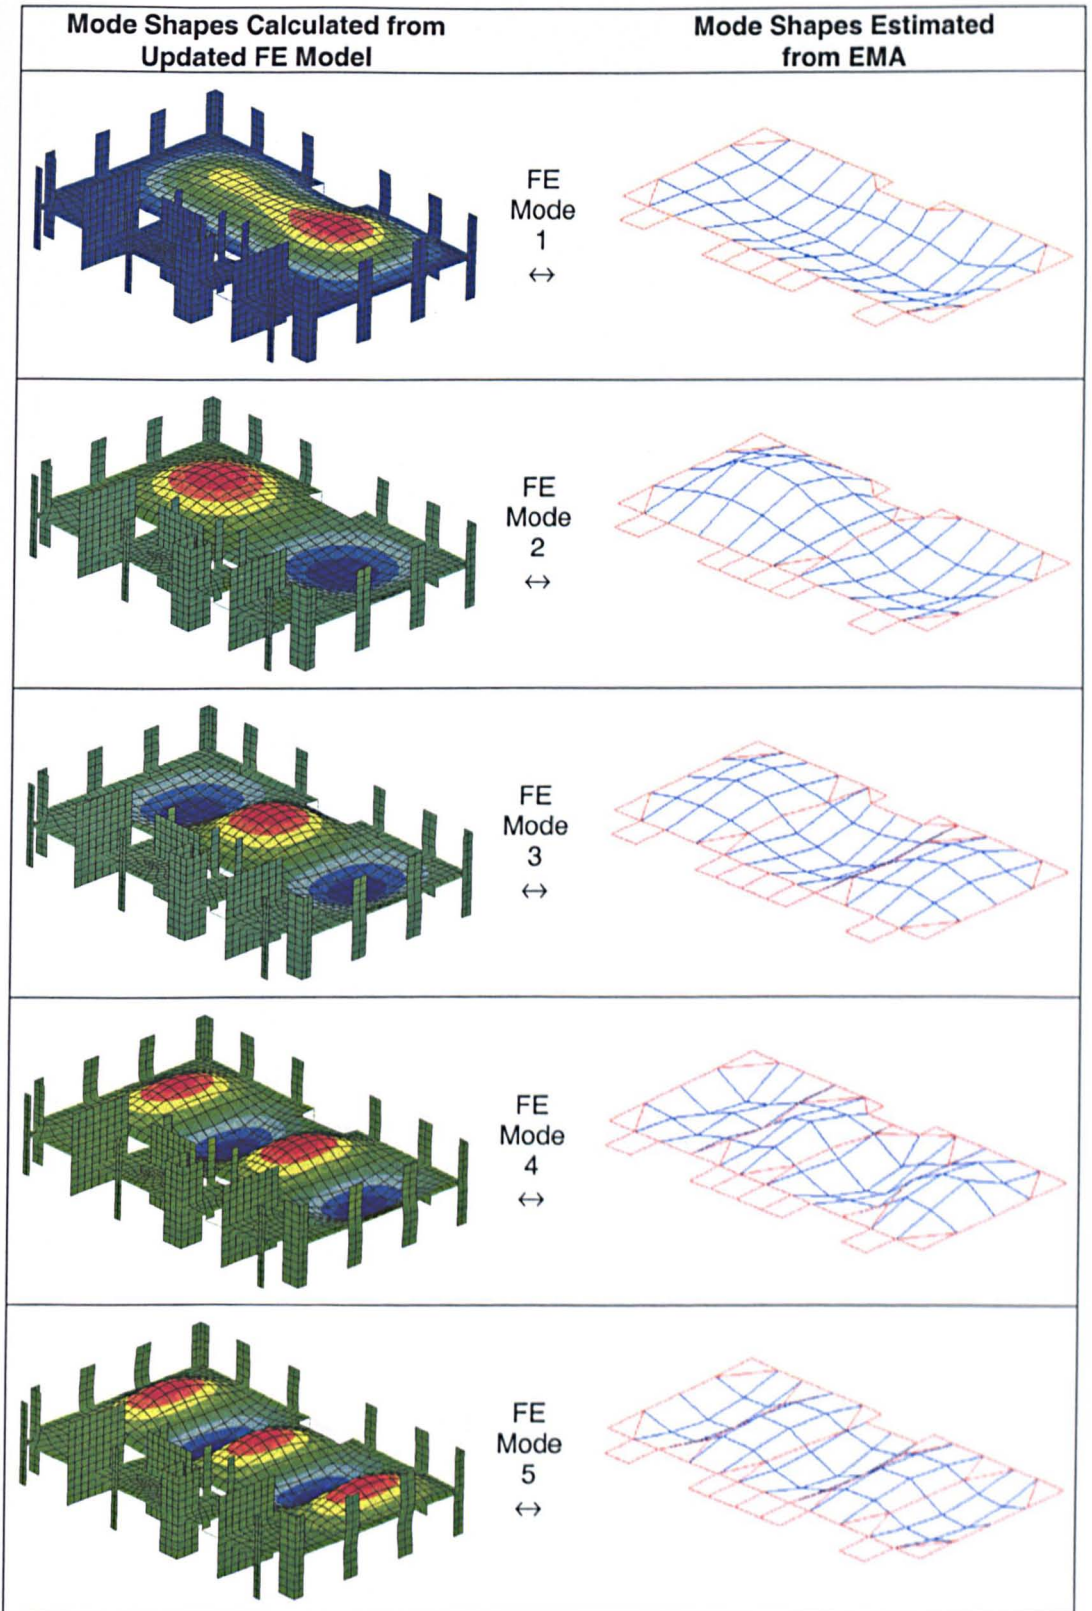 Mode Shapes Calculated from
Updated FE Model
Mode Shapes Estimated
from EMA
FE
Mode
1
↔
FE
Mode
2
↔
FE
Mode
3
↔
FE
Mode
4
↔
FE
Mode
5
↔